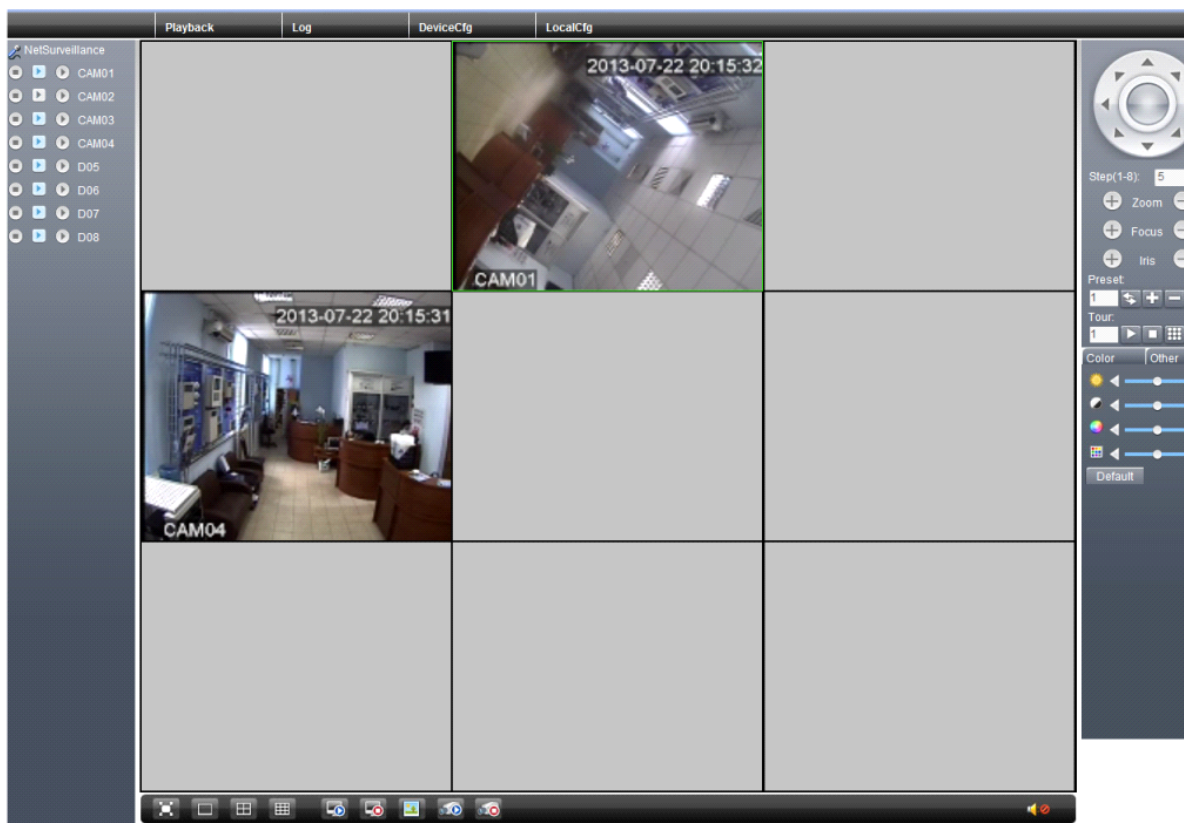 Playback Log DeviceCfg LocalCfg
NetSurveillance
CAM01
CAM02
CAM03
CAM04
D05
D06
D07
D08
2013-07-22 20:15:32
CAM01
2013-07-22 20:15:31
CAM04
Step(1-8): 5
Zoom
Focus
Iris
Preset:
1
Tour:
1
Color Other
Default